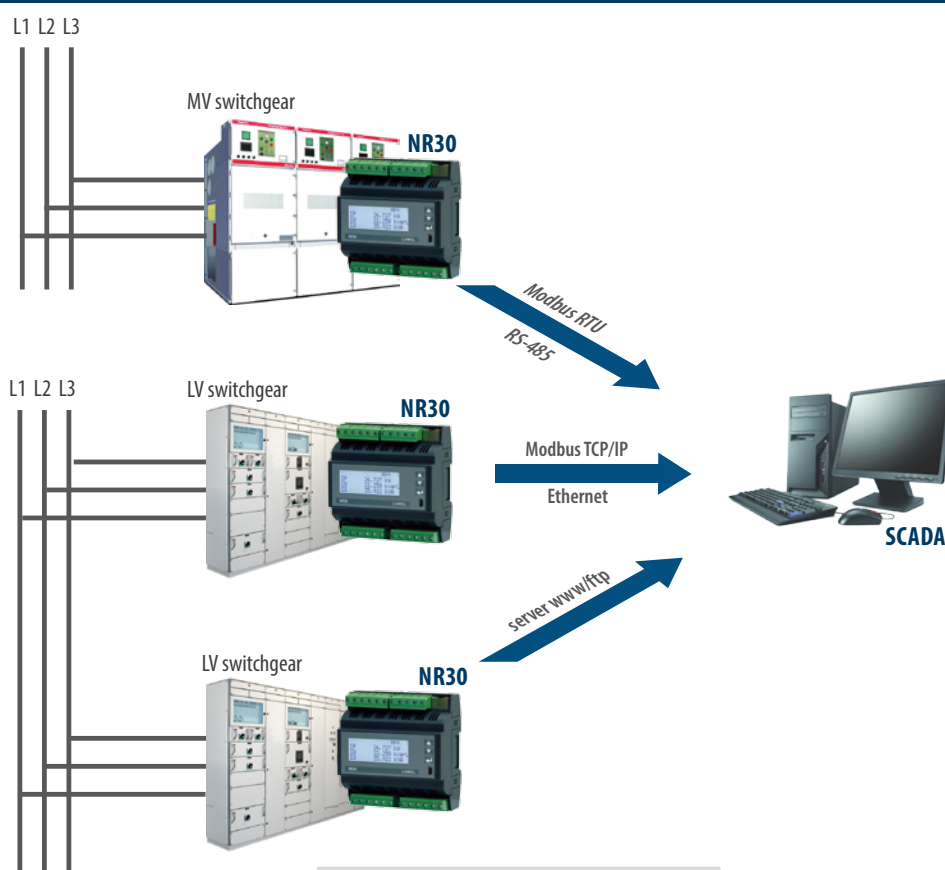 L1 L2 L3
MV switchgear
NR30
Modbus RTU
RS-485
L1 L2 L3
LV switchgear
NR30
Modbus TCP/IP
Ethernet
SCADA
server www/ftp
LV switchgear
NR30